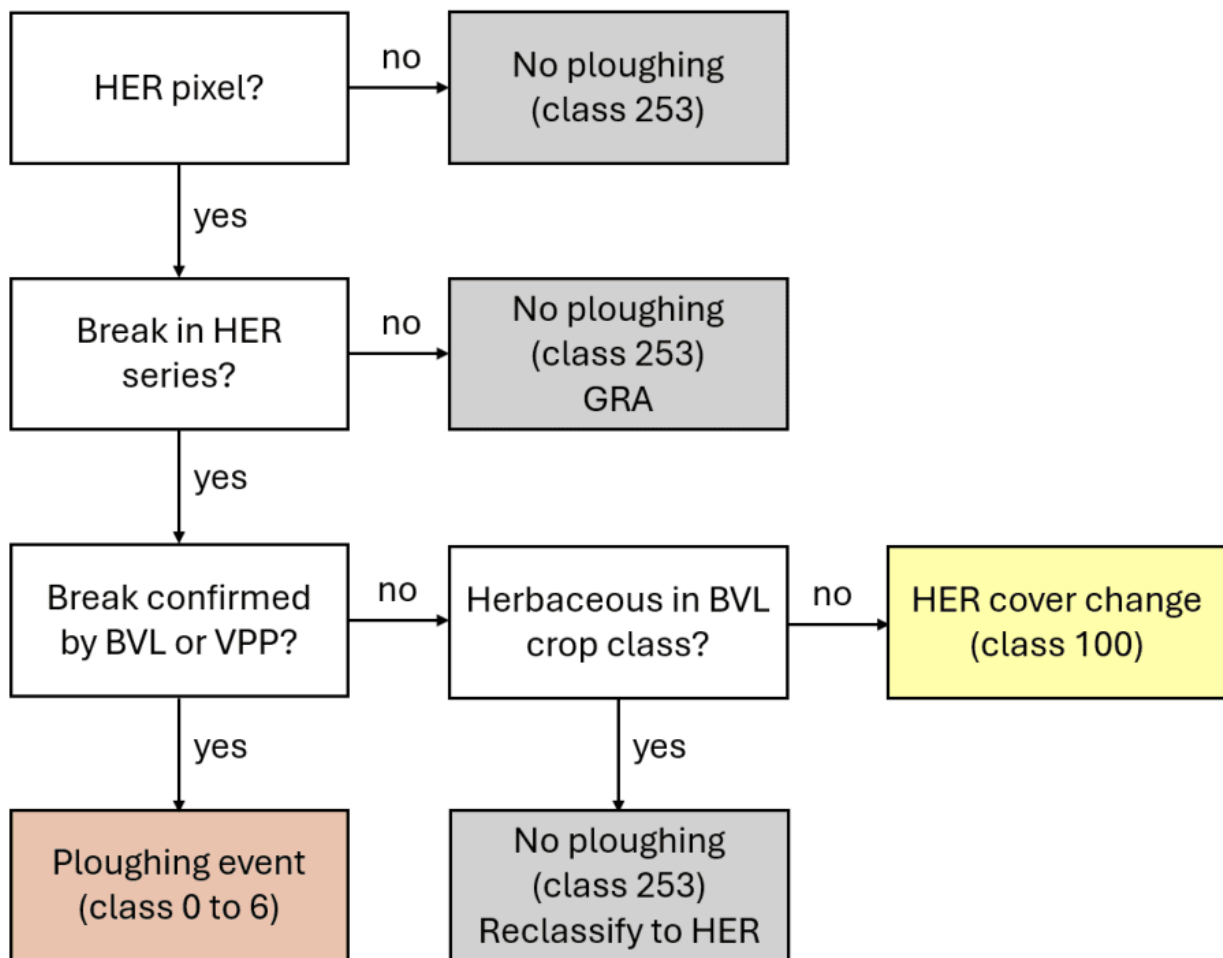 HER pixel?
no
No ploughing
(class 253)
yes
Break in HER
series?
no
No ploughing
(class 253)
GRA
yes
Break confirmed
by BVL or VPP?
no
Herbaceous in BVL
crop class?
no
HER cover change
(class 100)
yes
yes
Ploughing event
(class 0 to 6)
No ploughing
(class 253)
Reclassify to HER